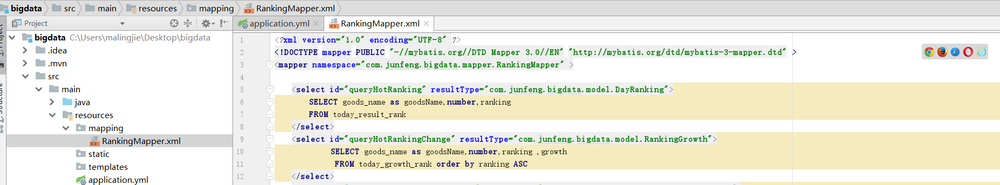 bigdata src main resources mapping RankingMapper.xml
Project
application.yml RankingMapper.xml
1: Project
Z: Structure
bigdata C:\Users\malingjie\Desktop\bigdata
.idea
.mvn
src
main
java
resources
mapping
RankingMapper.xml
static
templates
application.yml
1 <?xml version="1.0" encoding="UTF-8" ?>
2 <!DOCTYPE mapper PUBLIC "-//mybatis.org//DTD Mapper 3.0//EN" "http://mybatis.org/dtd/mybatis-3-mapper.dtd" >
3 <mapper namespace="com.junfeng.bigdata.mapper.RankingMapper" >
4
5 <select id="queryHotRanking" resultType="com.junfeng.bigdata.model.DayRanking">
6 SELECT goods_name as goodsName,number,ranking
7 FROM today_result_rank
8 </select>
9 <select id="queryHotRankingChange" resultType="com.junfeng.bigdata.model.RankingGrowth">
10 SELECT goods_name as goodsName,number,ranking ,growth
11 FROM today_growth_rank order by ranking ASC
12 </select>